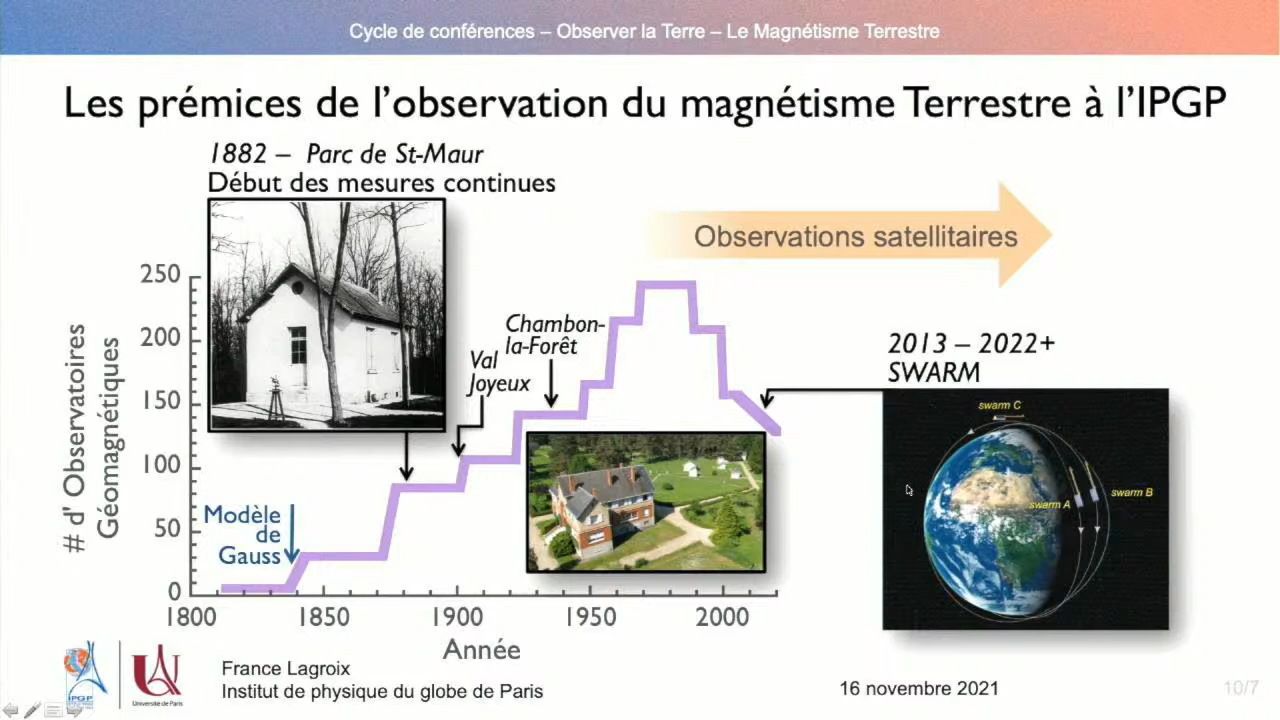 Cycle de conférences – Observer la Terre – Le Magnétisme Terrestre
Les prémices de l'observation du magnétisme Terrestre à l'IPGP
1882 – Parc de St-Maur
Début des mesures continues
Observations satellitaires
250
200
150
100
50
0
# d' Observatoires
Géomagnétiques
Modèle
de
Gauss
Val
Joyeux
Chambon-
la-Forêt
2013 – 2022+
SWARM
swarm C
swarm A
swarm B
1800
1850
1900
1950
2000
Année
IPGP
Université de Paris
France Lagroix
Institut de physique du globe de Paris
16 novembre 2021
10/7